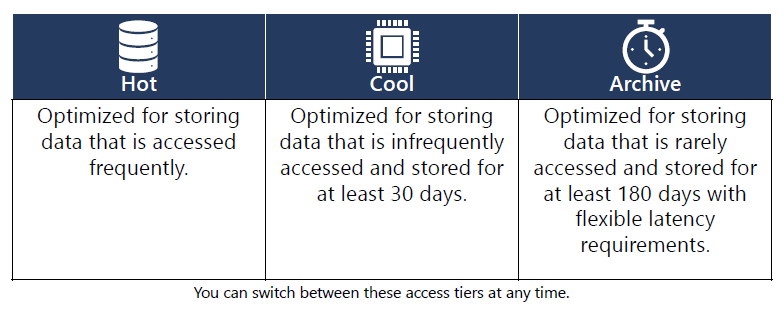 Hot
Cool
Archive
Optimized for storing
data that is accessed
frequently.
Optimized for storing
data that is infrequently
accessed and stored for
at least 30 days.
Optimized for storing
data that is rarely
accessed and stored for
at least 180 days with
flexible latency
requirements.
You can switch between these access tiers at any time.